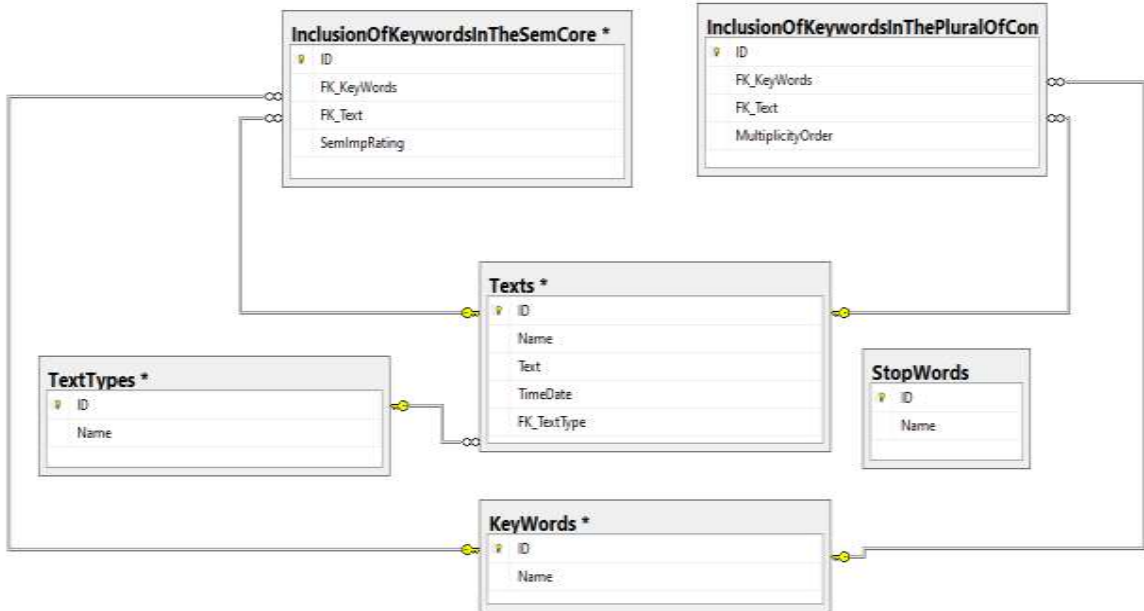 InclusionOfKeywordsInTheSemCore *
ID
FK_KeyWords
FK_Text
SemImpRating
InclusionOfKeywordsInThePluralOfCon
ID
FK_KeyWords
FK_Text
MultiplicityOrder
Texts *
ID
Name
Text
TimeDate
FK_TextType
TextTypes *
ID
Name
StopWords
ID
Name
KeyWords *
ID
Name